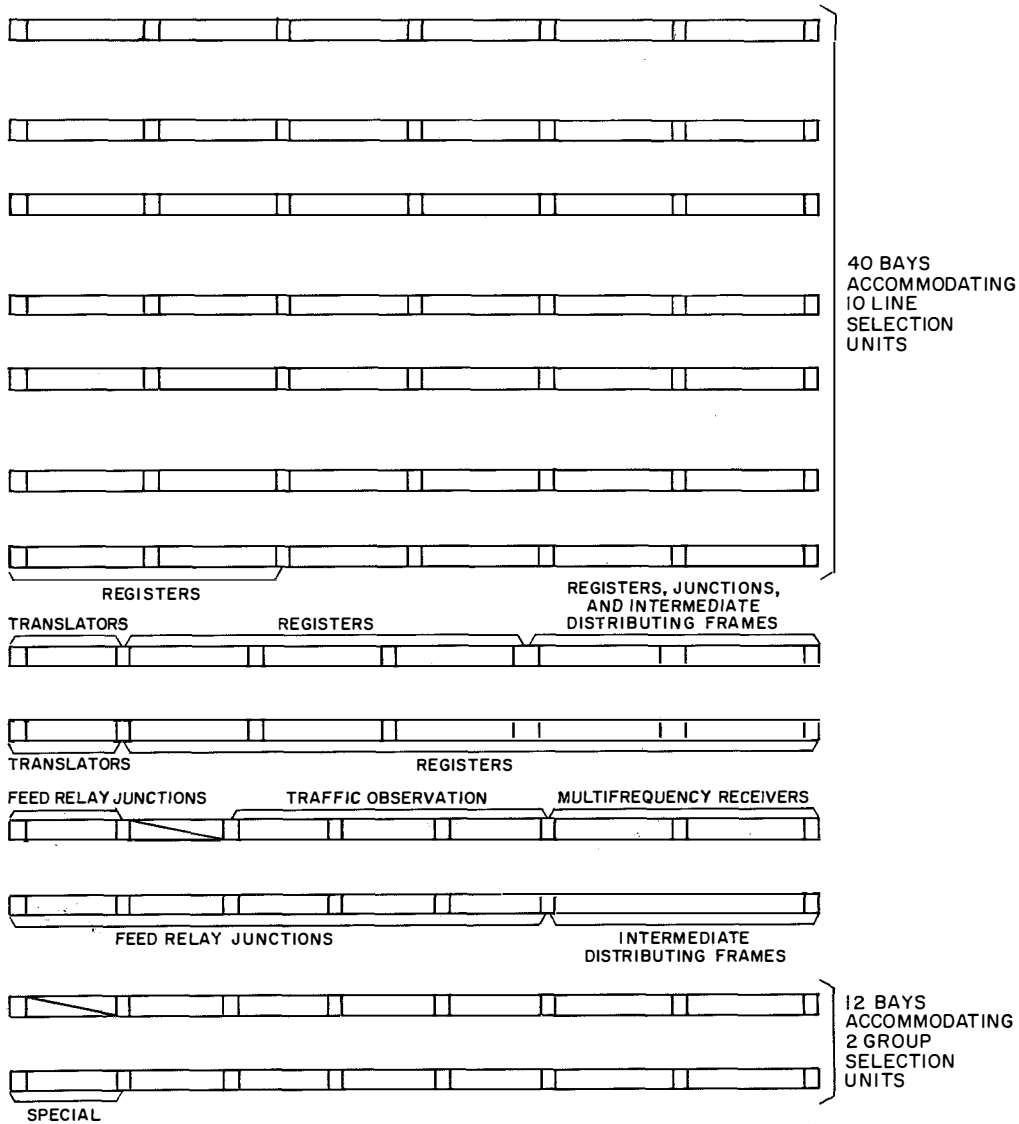 40 BAYS
ACCOMMODATING
10 LINE
SELECTION
UNITS
REGISTERS
REGISTERS, JUNCTIONS,
AND INTERMEDIATE
DISTRIBUTING FRAMES
TRANSLATORS
REGISTERS
TRANSLATORS
REGISTERS
FEED RELAY JUNCTIONS
TRAFFIC OBSERVATION
MULTIFREQUENCY RECEIVERS
FEED RELAY JUNCTIONS
INTERMEDIATE
DISTRIBUTING FRAMES
12 BAYS
ACCOMMODATING
2 GROUP
SELECTION
UNITS
SPECIAL